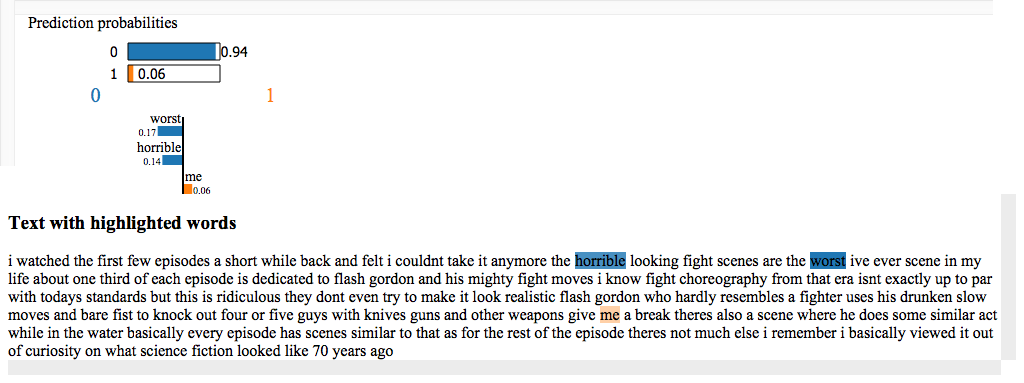 Prediction probabilities
0 0.94
1 0.06
0 1
worst
0.17
horrible
0.14
me
0.06
Text with highlighted words
i watched the first few episodes a short while back and felt i couldnt take it anymore the horrible looking fight scenes are the worst ive ever scene in my
life about one third of each episode is dedicated to flash gordon and his mighty fight moves i know fight choreography from that era isnt exactly up to par
with todays standards but this is ridiculous they dont even try to make it look realistic flash gordon who hardly resembles a fighter uses his drunken slow
moves and bare fist to knock out four or five guys with knives guns and other weapons give me a break theres also a scene where he does some similar act
while in the water basically every episode has scenes similar to that as for the rest of the episode theres not much else i remember i basically viewed it out
of curiosity on what science fiction looked like 70 years ago